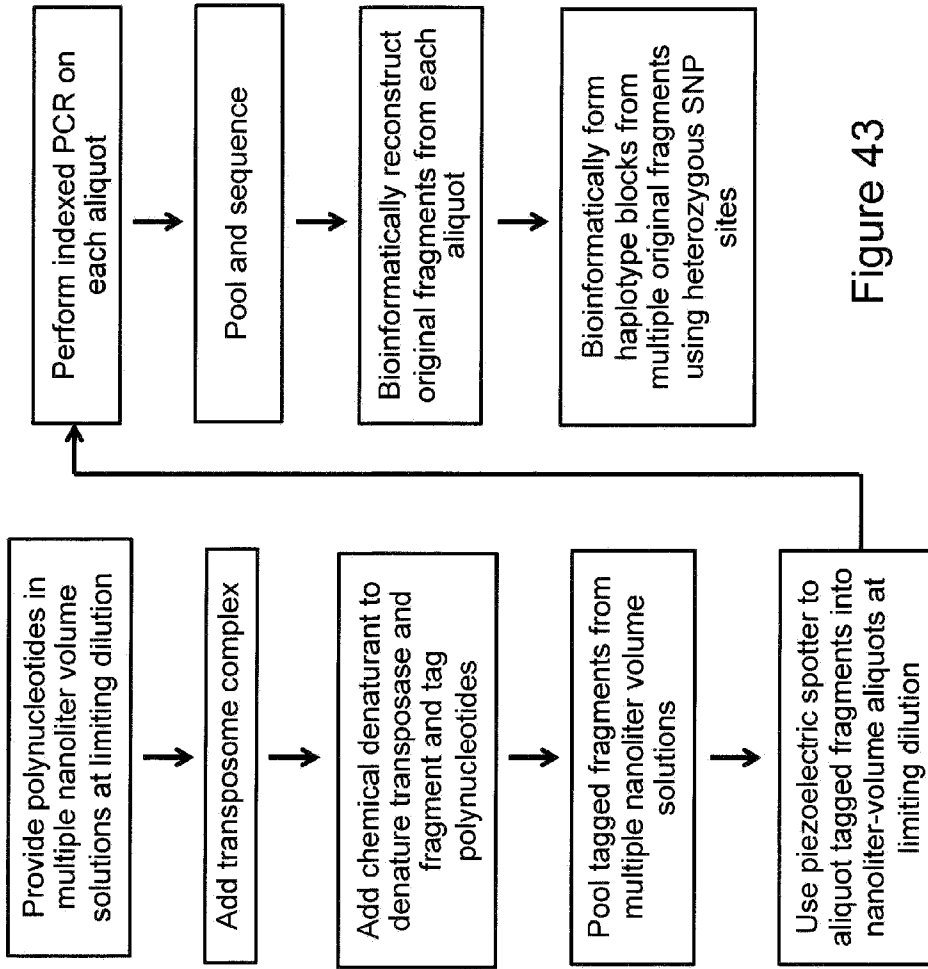 Provide polynucleotides in
multiple nanoliter volume
solutions at limiting dilution
Add transposome complex
Add chemical denaturant to
denature transposase and
fragment and tag
polynucleotides
Pool tagged fragments from
multiple nanoliter volume
solutions
Use piezoelectric spotter to
aliquot tagged fragments into
nanoliter-volume aliquots at
limiting dilution
Perform indexed PCR on
each aliquot
Pool and sequence
Bioinformatically reconstruct
original fragments from each
aliquot
Bioinformatically form
haplotype blocks from
multiple original fragments
using heterozygous SNP
sites
Figure 43